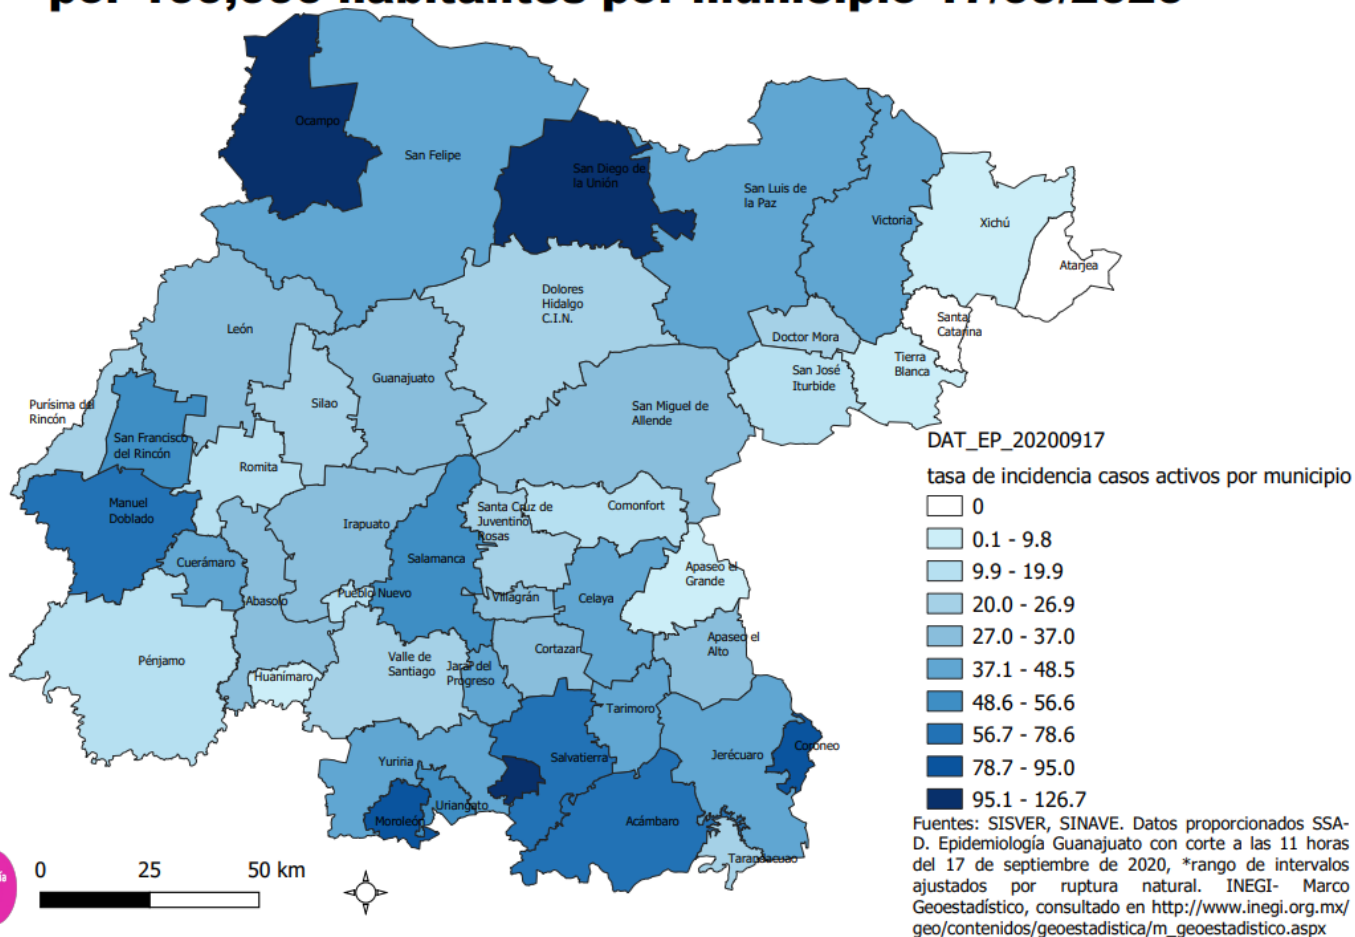 por 100,000 habitantes por municipio 17/09/2020
Ocampo
San Felipe
San Diego de
la Unión
San Luis de
la Paz
Victoria
Xichú
Atarjea
Dolores
Hidalgo
C.I.N.
León
Santa
Catarina
Doctor Mora
Tierra
Blanca
San José
Iturbide
Guanajuato
Silao
San Miguel de
Allende
Purísima del
Rincón
San Francisco
del Rincón
Romita
Manuel
Doblado
Irapuato
Santa Cruz de
Juventino
Rosas
Comonfort
Cuerámaro
Salamanca
Apaseo el
Grande
Abasolo
Pueblo Nuevo
Villagrán
Celaya
Pénjamo
Huanímaro
Valle de
Santiago
Jaral del
Progreso
Cortazar
Apaseo el
Alto
Tarimoro
Yuriria
Salvatierra
Jerécuaro
Coroneo
Moroleón
Uriangato
Acámbaro
Tarandacuao
DAT_EP_20200917
tasa de incidencia casos activos por municipio
0
0.1 - 9.8
9.9 - 19.9
20.0 - 26.9
27.0 - 37.0
37.1 - 48.5
48.6 - 56.6
56.7 - 78.6
78.7 - 95.0
95.1 - 126.7
Fuentes: SISVER, SINAVE. Datos proporcionados SSA-
D. Epidemiología Guanajuato con corte a las 11 horas
del 17 de septiembre de 2020, *rango de intervalos
ajustados por ruptura natural. INEGI- Marco
Geoestadístico, consultado en http://www.inegi.org.mx/
geo/contenidos/geoestadistica/m_geoestadistico.aspx
0 25 50 km